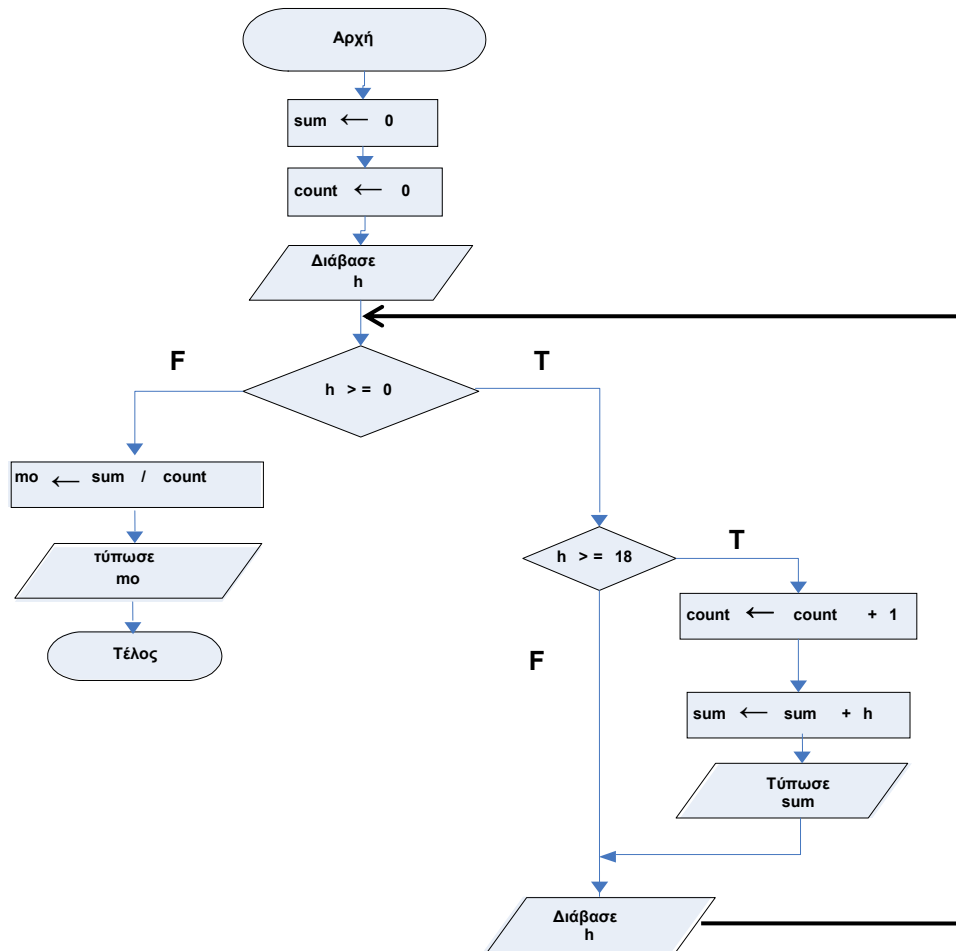 Αρχή
sum ← 0
count ← 0
Διάβασε
h
F
T
h > = 0
mo ← sum / count
τύπωσε
mo
Τέλος
h > = 18
T
F
count ← count + 1
sum ← sum + h
Τύπωσε
sum
Διάβασε
h